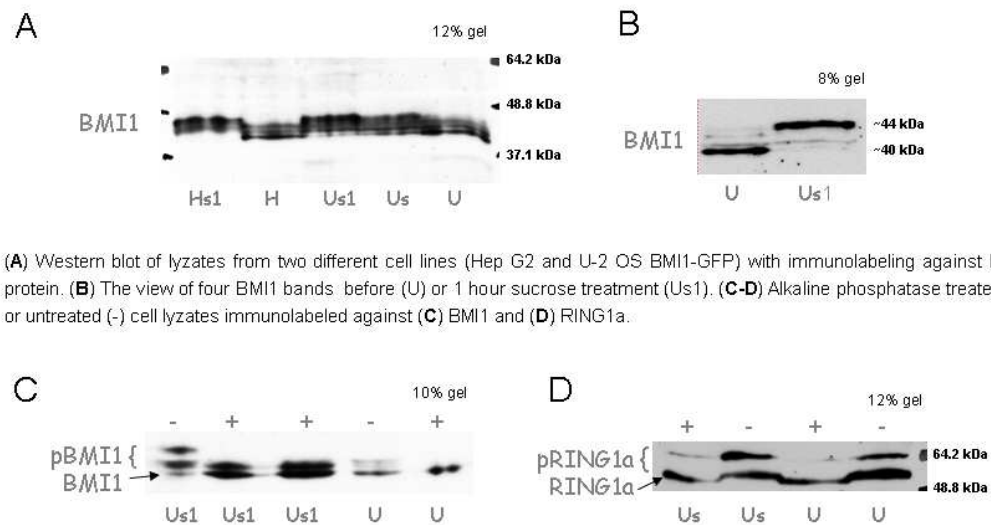 A
12% gel
64.2 kDa
48.8 kDa
37.1 kDa
BMI1
Hs1 H Us1 Us U
B
8% gel
BMI1
~44 kDa
~40 kDa
U Us1
(A) Western blot of lyzates from two different cell lines (Hep G2 and U-2 OS BMI1-GFP) with immunolabeling against
protein. (B) The view of four BMI1 bands before (U) or 1 hour sucrose treatment (Us1). (C-D) Alkaline phosphatase treate
or untreated (-) cell lyzates immunolabeled against (C) BMI1 and (D) RING1a.
C
10% gel
- + + - +
pBMI1 {
BMI1
Us1 Us1 Us1 U U
D
12% gel
+ - + -
pRING1a {
RING1a
64.2 kDa
48.8 kDa
Us Us U U